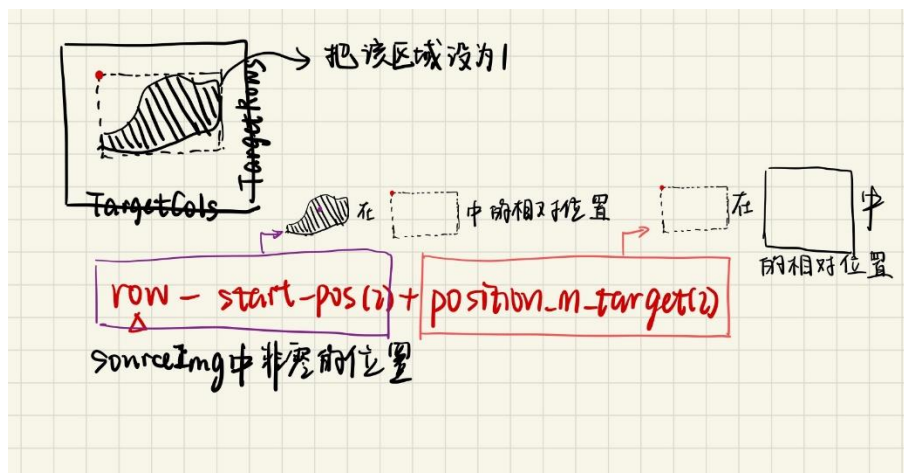 把该区域设为1
TargetRows
TargetCols
在 中的相对位置
在 中
的相对位置
row - start-pos(2) + position_in_target(2)
sourceImg中非零的位置